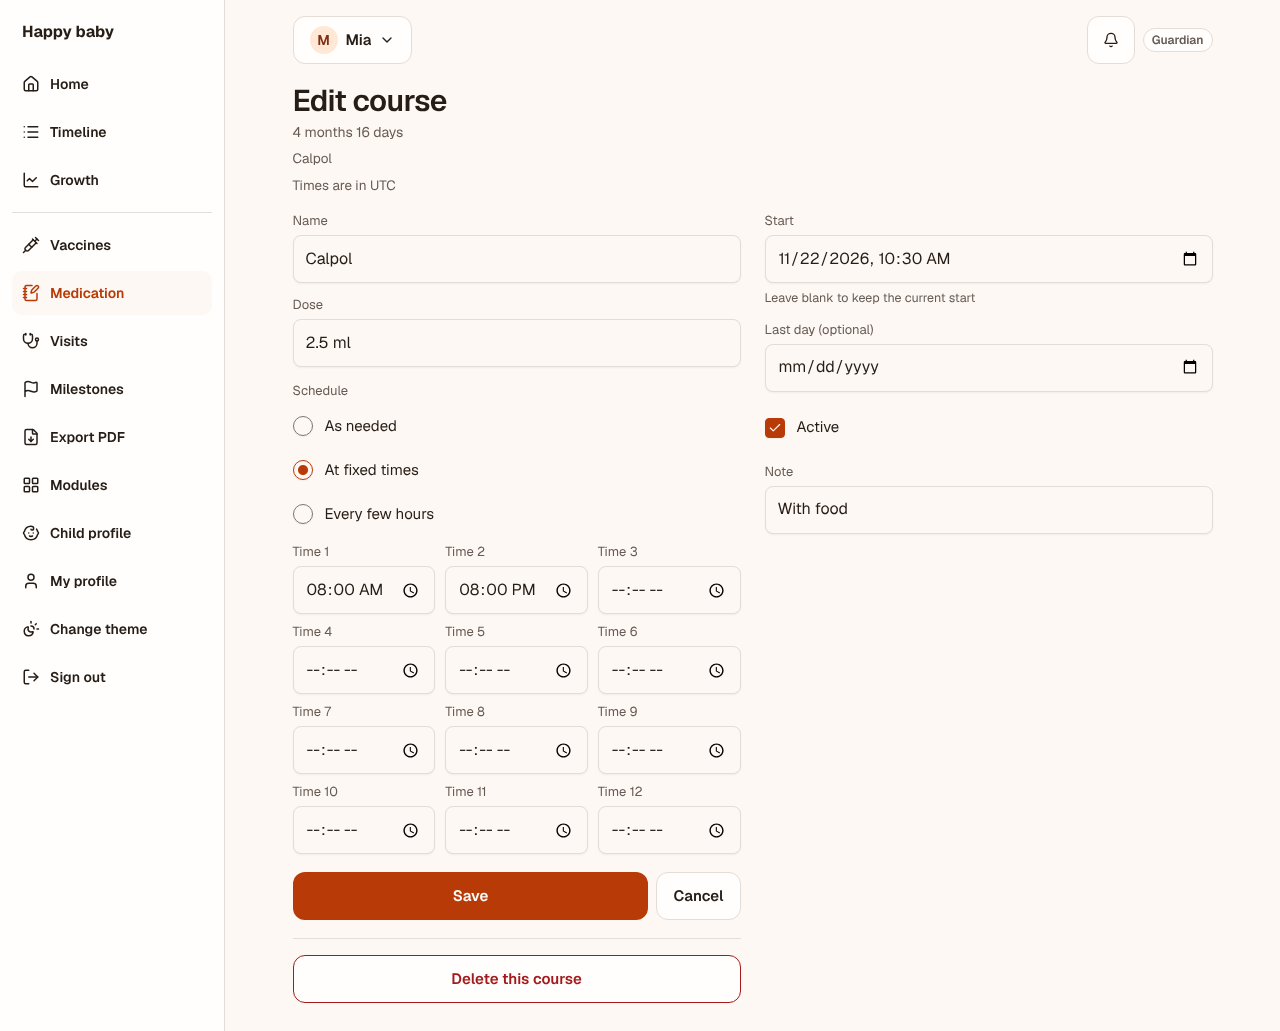 Happy baby
Home
Timeline
Growth
Vaccines
Medication
Visits
Milestones
Export PDF
Modules
Child profile
My profile
Change theme
Sign out
M Mia
Guardian
Edit course
4 months 16 days
Calpol
Times are in UTC
Name
Calpol
Dose
2.5 ml
Schedule
As needed
At fixed times
Every few hours
Time 1 Time 2 Time 3
08:00 AM 08:00 PM --:-- --
Time 4 Time 5 Time 6
--:-- -- --:-- -- --:-- --
Time 7 Time 8 Time 9
--:-- -- --:-- -- --:-- --
Time 10 Time 11 Time 12
--:-- -- --:-- -- --:-- --
Save Cancel
Delete this course
Start
11/22/2026, 10:30 AM
Leave blank to keep the current start
Last day (optional)
mm/dd/yyyy
Active
Note
With food